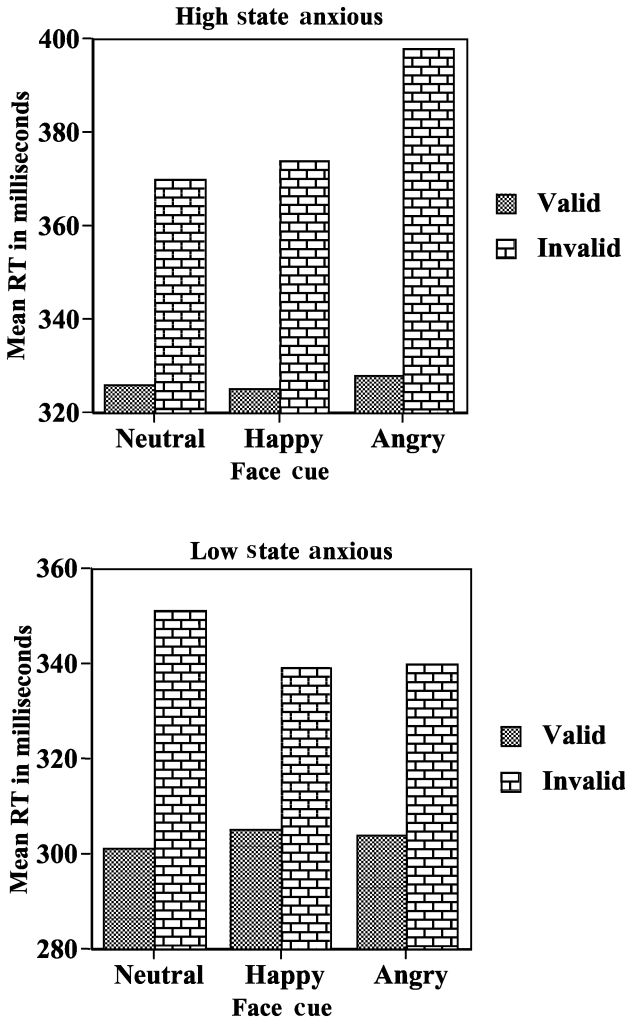 High state anxious
400
380
360
340
320
Mean RT in milliseconds
Neutral Happy Angry
Face cue
Valid
Invalid
Low state anxious
360
340
320
300
280
Mean RT in milliseconds
Neutral Happy Angry
Face cue
Valid
Invalid